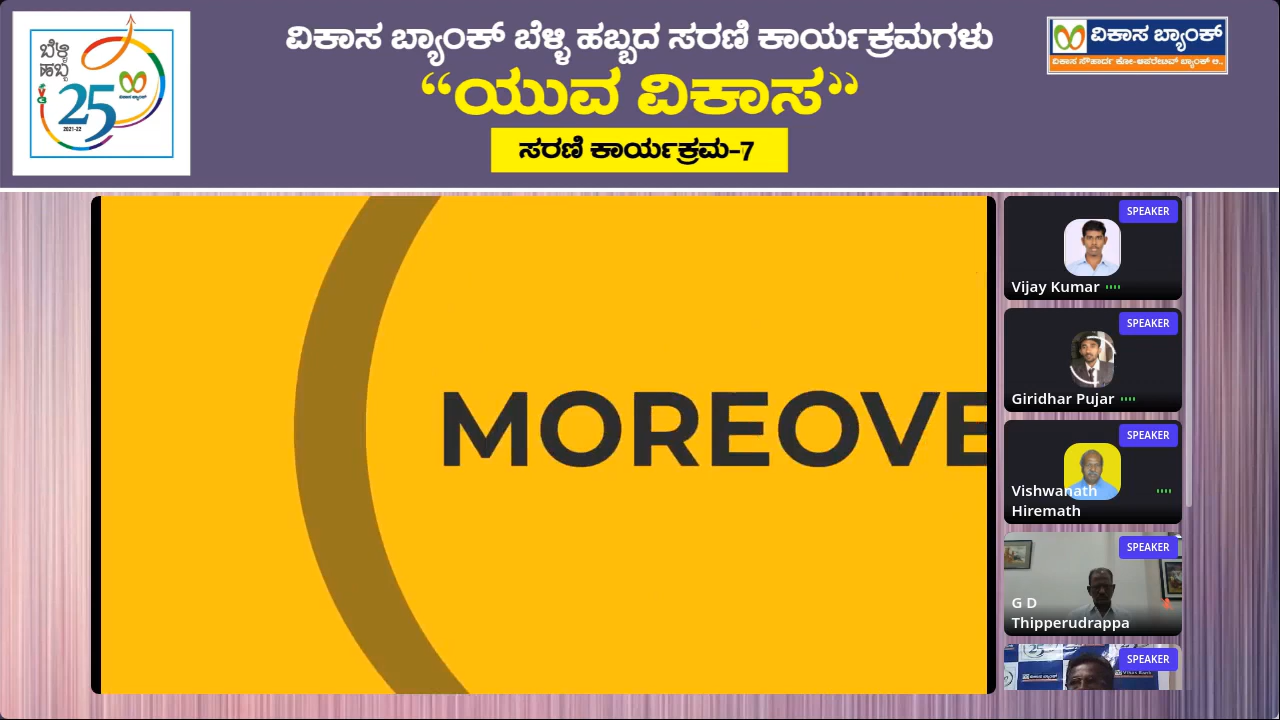 ಬೆಳ್ಳಿ
ಹಬ್ಬ
25
2021-22
ವಿಕಾಸ ಬ್ಯಾಂಕ್ ಬೆಳ್ಳಿ ಹಬ್ಬದ ಸರಣಿ ಕಾರ್ಯಕ್ರಮಗಳು
“ಯುವ ವಿಕಾಸ”
ಸರಣಿ ಕಾರ್ಯಕ್ರಮ-7
ವಿಕಾಸ ಬ್ಯಾಂಕ್
ವಿಕಾಸ ಸೌಹಾರ್ದ ಕೋ-ಆಪರೇಟಿವ್ ಬ್ಯಾಂಕ್ ಲಿ.,
MOREOVE
SPEAKER
Vijay Kumar
SPEAKER
Giridhar Pujar
SPEAKER
Vishwanath
Hiremath
SPEAKER
G D
Thipperudrappa
SPEAKER